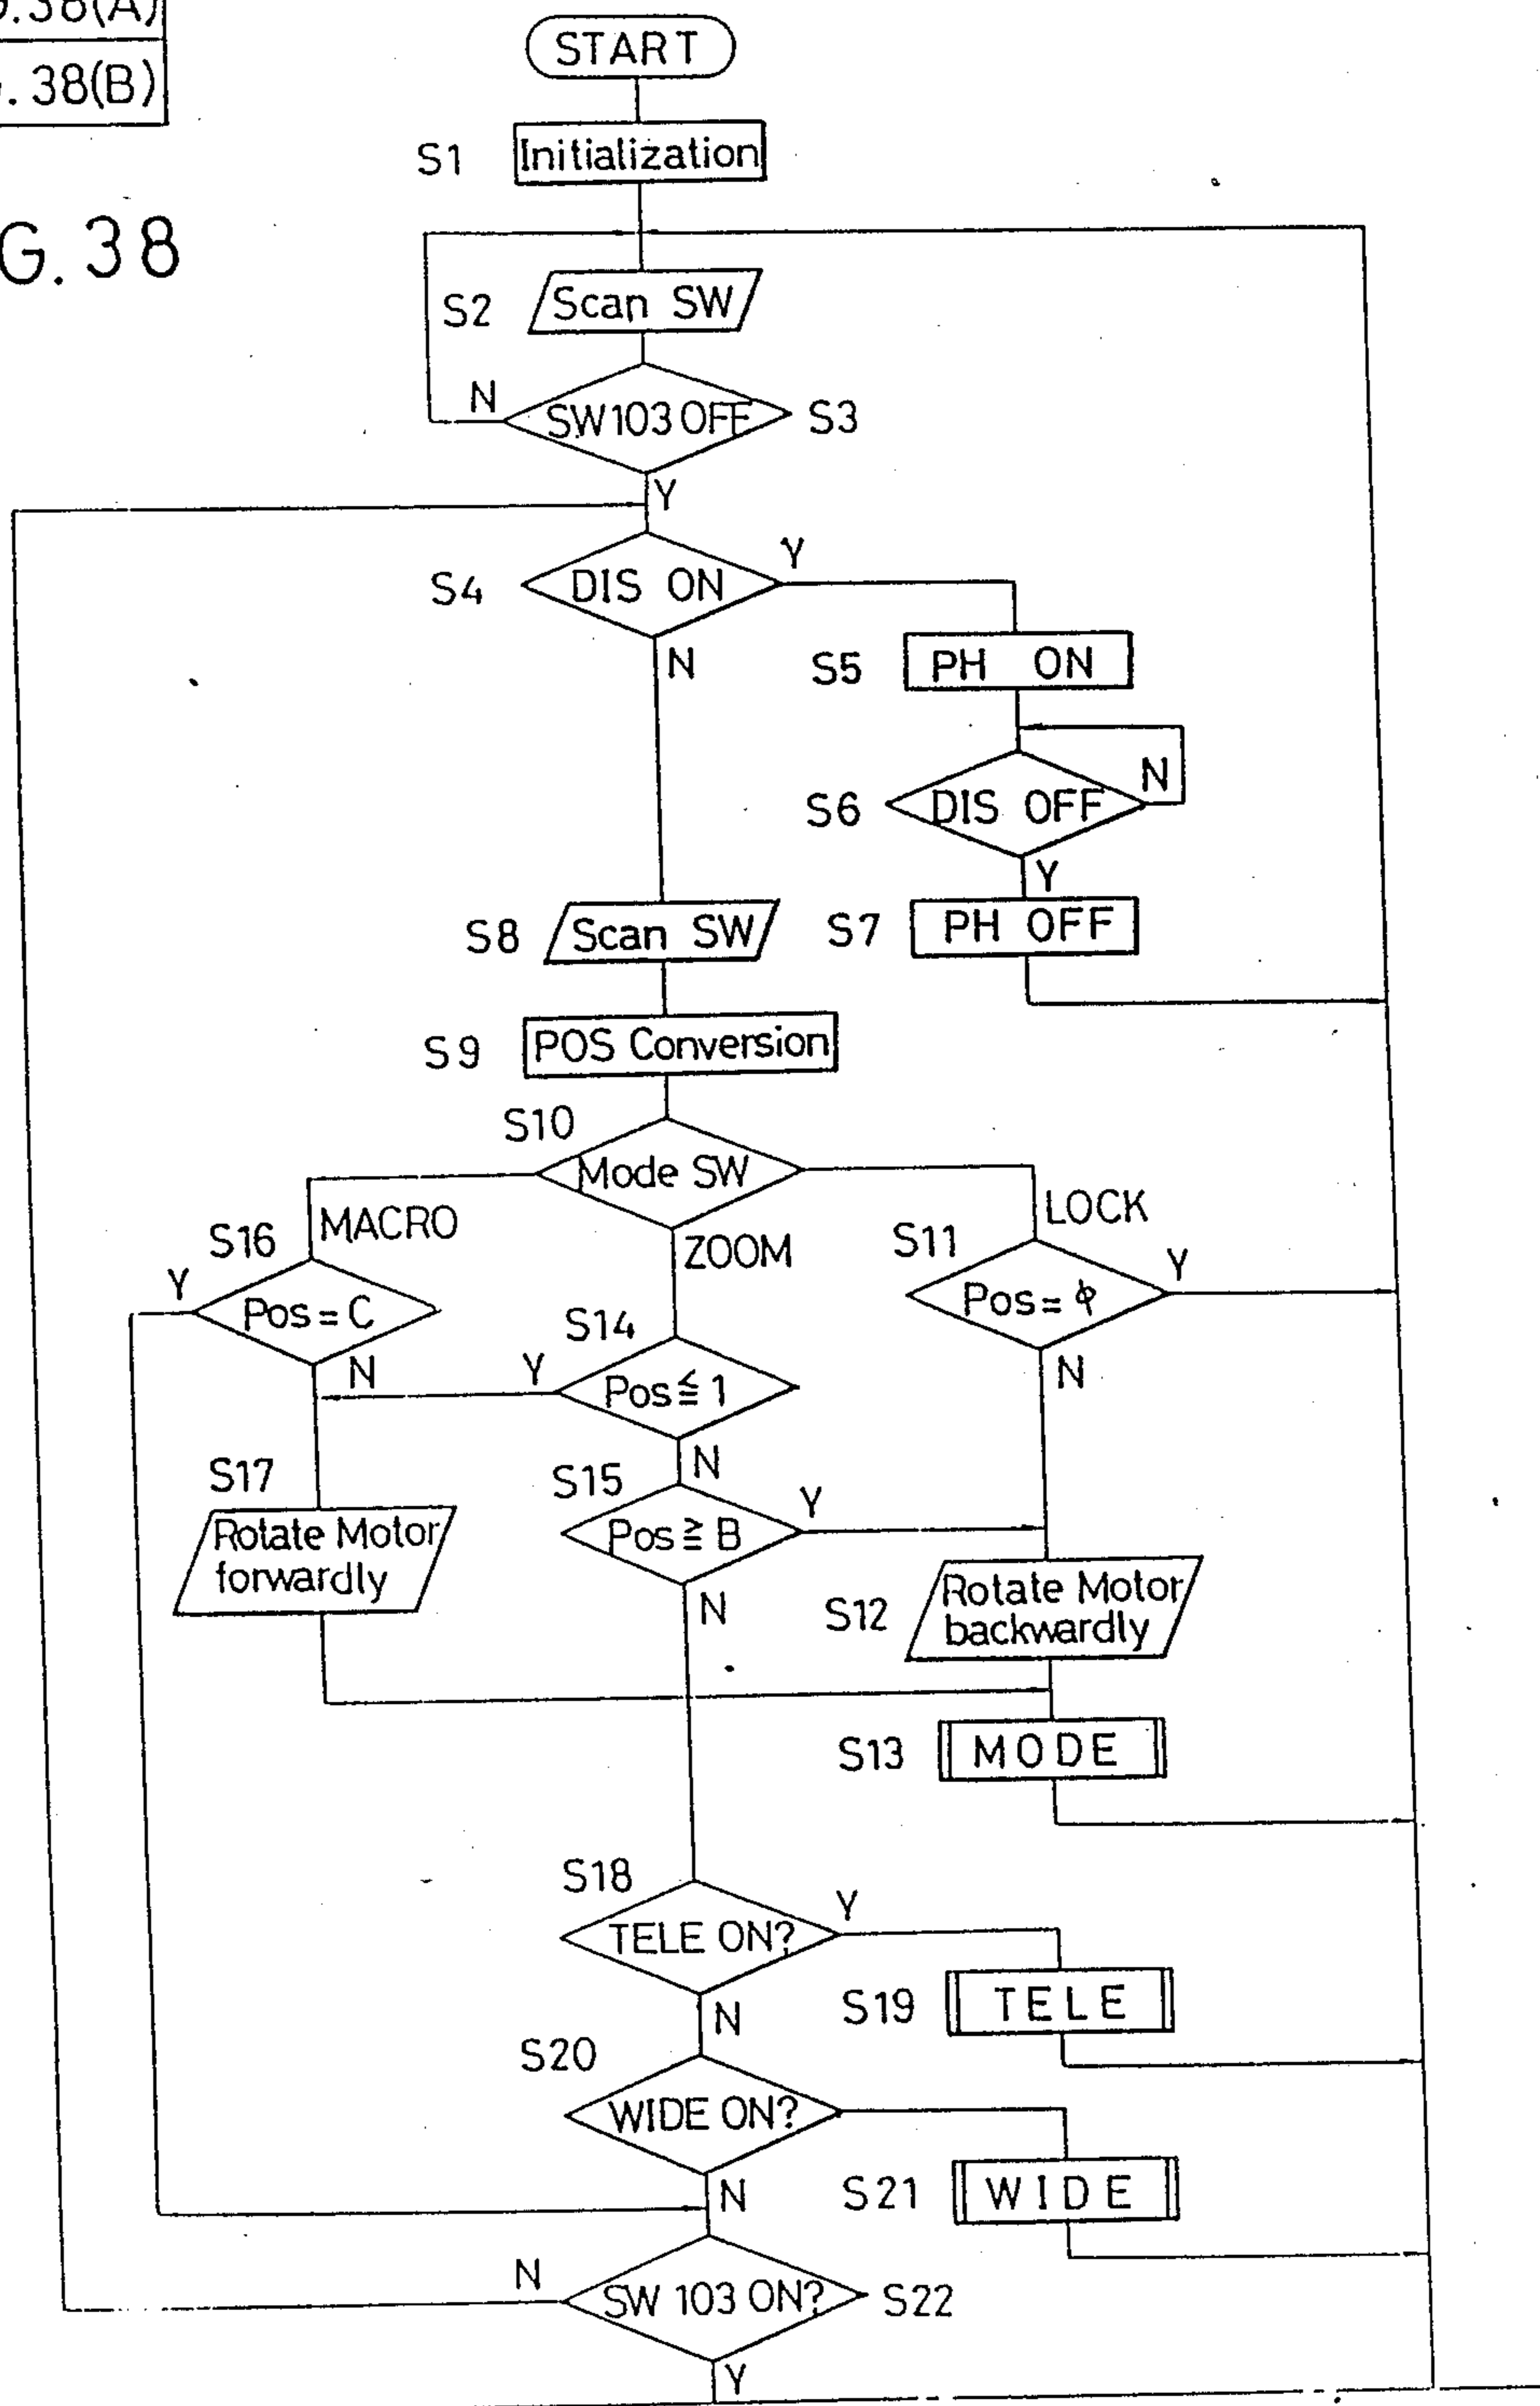 .38(A)
. 38(B)
G. 38
START
S1
Initialization
S2
Scan SW
N
SW103 OFF
S3
Y
S4
DIS ON
Y
N
S5
PH ON
S6
DIS OFF
N
Y
S8
Scan SW
S7
PH OFF
S9
POS Conversion
S10
Mode SW
S16
MACRO
ZOOM
S11
LOCK
Y
Pos = C
N
S14
Y
Pos ≦ 1
N
Pos = ϕ
Y
N
S17
Rotate Motor
forwardly
S15
Pos ≧ B
Y
N
S12
Rotate Motor
backwardly
S13
MODE
S18
TELE ON?
Y
N
S19
TELE
S20
WIDE ON?
N
S21
WIDE
N
SW 103 ON?
S22
Y